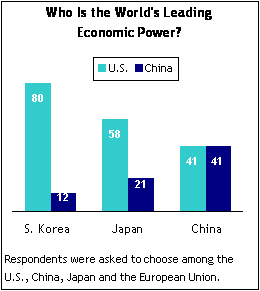 Who Is the World's Leading
Economic Power?
U.S. China
80
12
58
21
41
41
S. Korea Japan China
Respondents were asked to choose among the
U.S., China, Japan and the European Union.